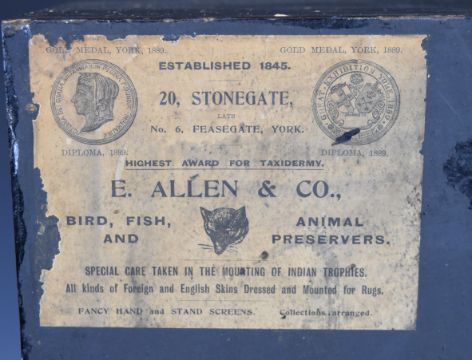 GOLD MEDAL, YORK, 1889. GOLD MEDAL, YORK, 1889.
ESTABLISHED 1845.
20, STONEGATE,
LATE
No. 6, FEASEGATE, YORK.
DIPLOMA, 1889. DIPLOMA, 1889.
HIGHEST AWARD FOR TAXIDERMY.
E. ALLEN & CO.,
BIRD, FISH, ANIMAL
AND PRESERVERS.
SPECIAL CARE TAKEN IN THE MOUNTING OF INDIAN TROPHIES.
All kinds of Foreign and English Skins Dressed and Mounted for Rugs.
FANCY HAND and STAND SCREENS. Collections arranged.